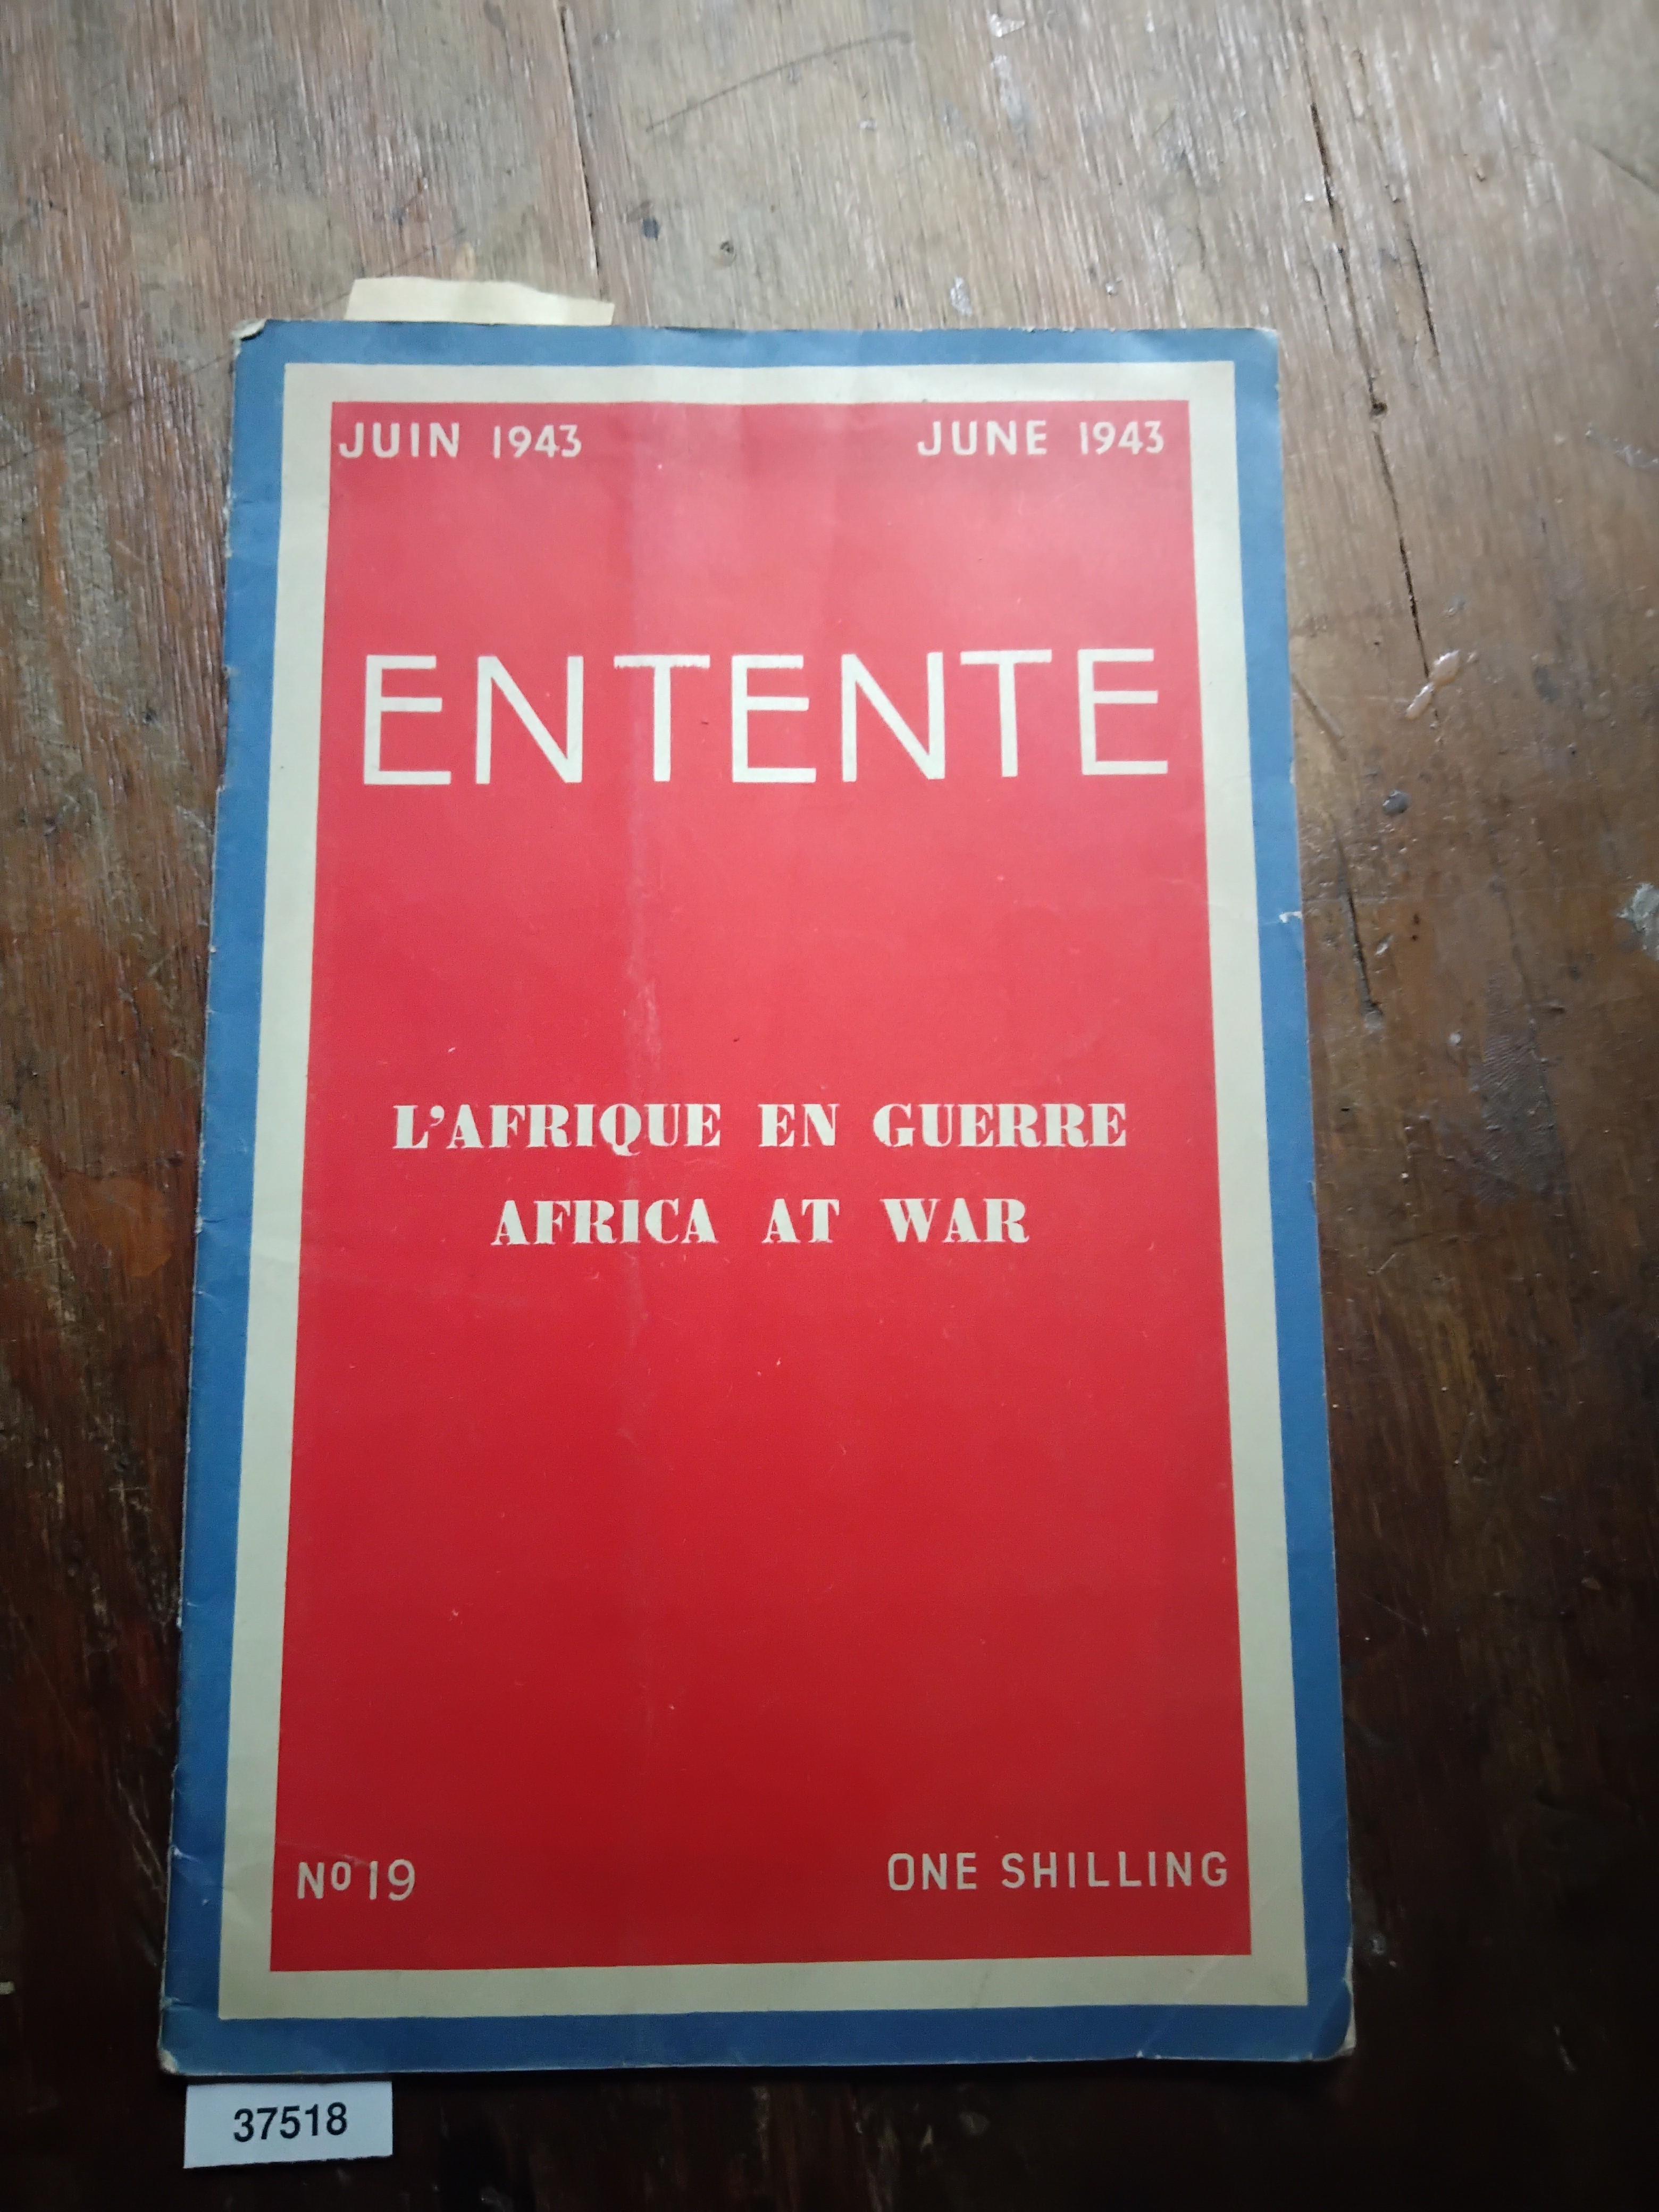 JUIN 1943 JUNE 1943
ENTENTE
L'AFRIQUE EN GUERRE
AFRICA AT WAR
No 19 ONE SHILLING
37518